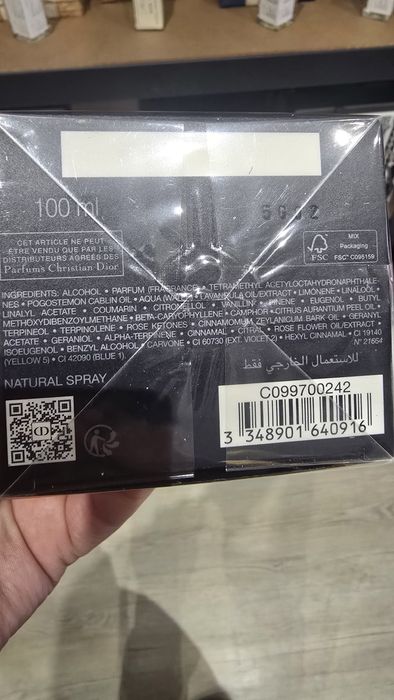 100 ml
CET ARTICLE NE PEUT
ÊTRE VENDU QUE PAR LES
DISTRIBUTEURS AGRÉÉS DES
Parfums Christian Dior
MIX
Packaging
FSC
FSC® C095159
INGREDIENTS: ALCOHOL • PARFUM (FRAGRANCE) • TETRAMETHYL ACETYLOCTAHYDRONAPHTHALE
NES • POGOSTEMON CABLIN OIL • AQUA (WATER) • LAVANDULA OIL/EXTRACT • LIMONENE • LINALOOL
LINALYL ACETATE • COUMARIN • CITRONELLOL • VANILLIN • PINENE • EUGENOL • BUTYL
METHOXYDIBENZOYLMETHANE • BETA-CARYOPHYLLENE • CAMPHOR • CITRUS AURANTIUM PEEL OIL
TERPINEOL • TERPINOLENE • ROSE KETONES • CINNAMOMUM ZEYLANICUM BARK OIL • GERANYL
ACETATE • GERANIOL • ALPHA-TERPINENE • CINNAMAL • CITRAL • ROSE FLOWER OIL/EXTRACT •
ISOEUGENOL • BENZYL ALCOHOL • CARVONE • CI 60730 (EXT. VIOLET 2) • HEXYL CINNAMAL • CI 19140
(YELLOW 5) • CI 42090 (BLUE 1)
N° 21654
للاستعمال الخارجي فقط
NATURAL SPRAY
C099700242
3 348901 640916